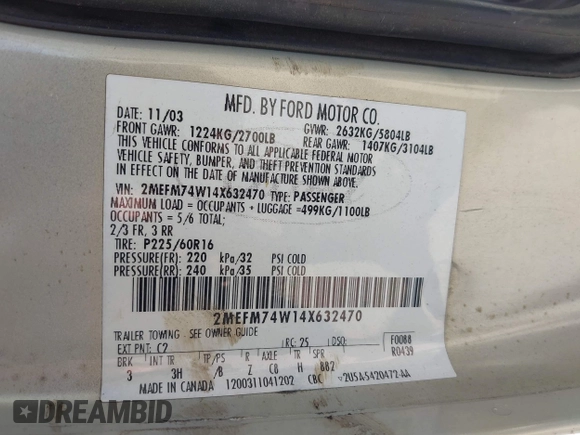 MFD. BY FORD MOTOR CO.
DATE: 11/03
GVWR: 2632KG/5804LB
FRONT GAWR: 1224KG/2700LB
REAR GAWR: 1407KG/3104LB
THIS VEHICLE CONFORMS TO ALL APPLICABLE FEDERAL MOTOR
VEHICLE SAFETY, BUMPER, AND THEFT PREVENTION STANDARDS
IN EFFECT ON THE DATE OF MANUFACTURE SHOWN ABOVE.
VIN: 2MEFM74W14X632470 TYPE: PASSENGER
MAXIMUM LOAD = OCCUPANTS + LUGGAGE =499KG/1100LB
OCCUPANTS = 5/6 TOTAL;
2/3 FR, 3 RR
TIRE: P225/60R16
PRESSURE(FR) 220 kPa/32 PSI COLD
PRESSURE(RR) 240 kPa/35 PSI COLD
2MEFM74W14X632470
TRAILER TOWING - SEE OWNER GUIDE
EXT PNT: C2 RC: 25 DSO: F0088
BRK INT TR TP/PS R AXLE TR SPR R0439
3 3H /B Z C8 H 882
MADE IN CANADA 1200311041202 CBC 2U5A-5420472-AA
DREAMBID